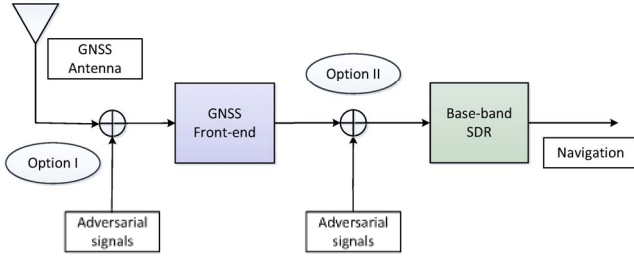 GNSS
Antenna
Option II
GNSS
Front-end
Base-band
SDR
Option I
Navigation
Adversarial
signals
Adversarial
signals